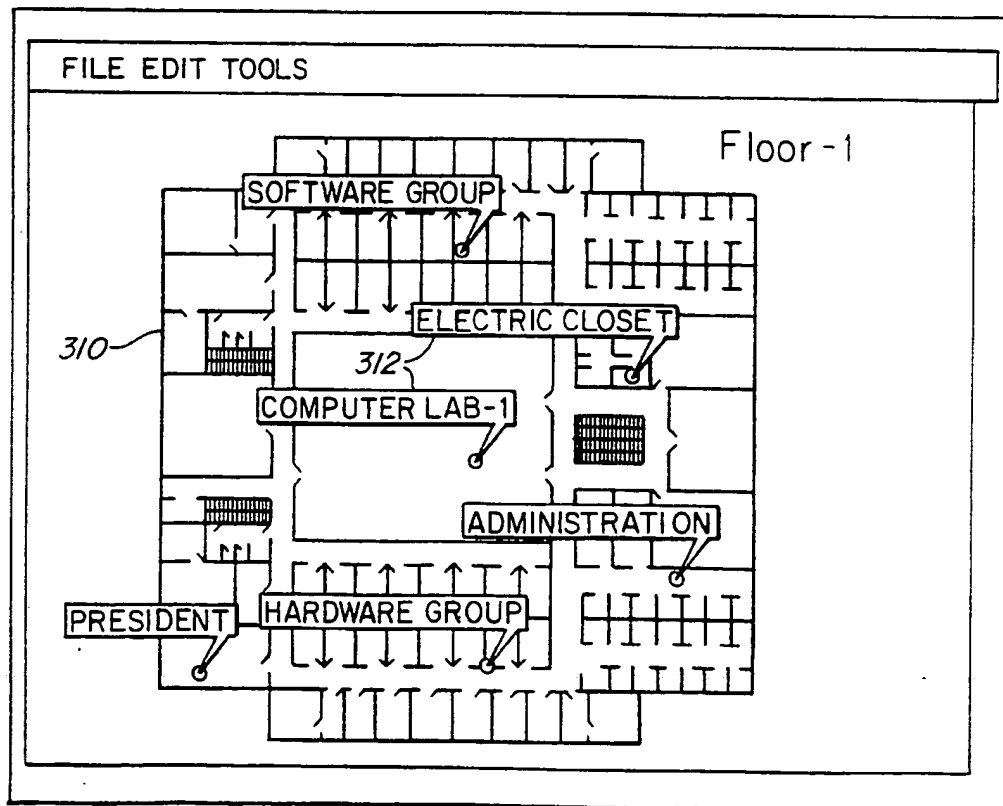 FILE EDIT TOOLS
Floor-1
SOFTWARE GROUP
ELECTRIC CLOSET
310
312
COMPUTER LAB-1
ADMINISTRATION
HARDWARE GROUP
PRESIDENT